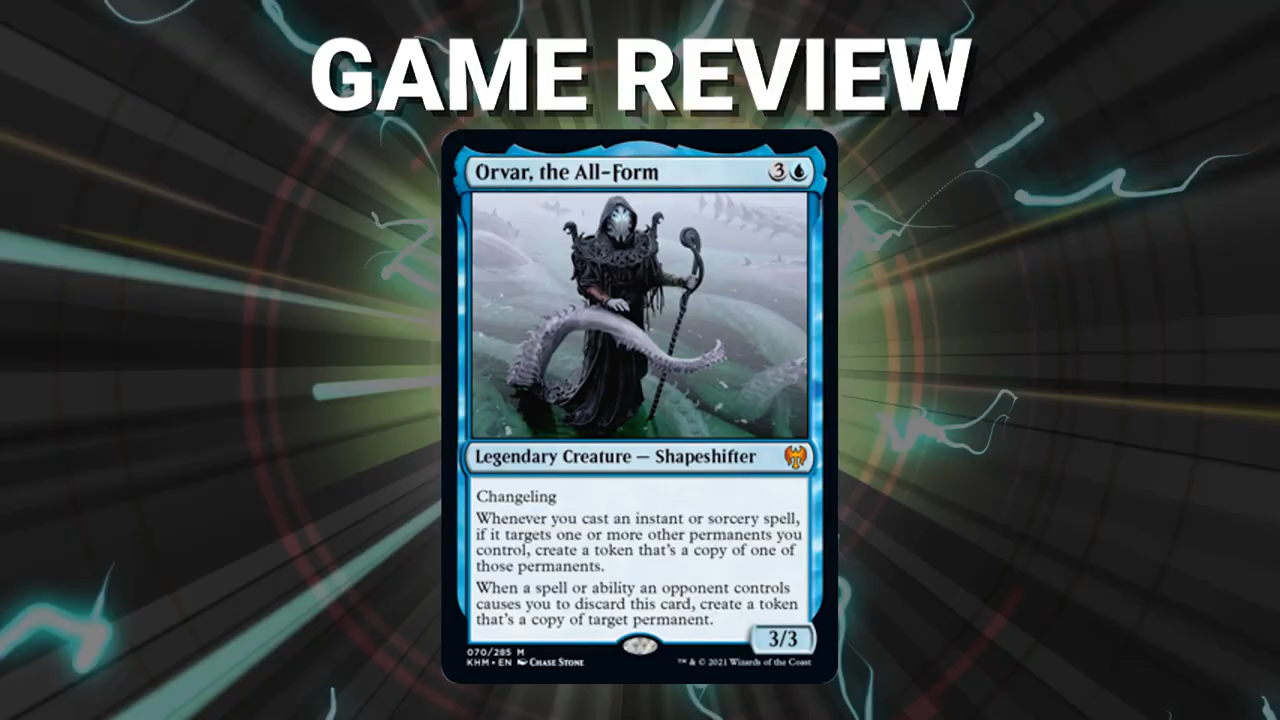 GAME REVIEW
Orvar, the All-Form
3
Legendary Creature — Shapeshifter
Changeling
Whenever you cast an instant or sorcery spell,
if it targets one or more other permanents you
control, create a token that's a copy of one of
those permanents.
When a spell or ability an opponent controls
causes you to discard this card, create a token
that's a copy of target permanent.
3/3
070/285 M
KHM • EN Chase Stone
™ & © 2021 Wizards of the Coast